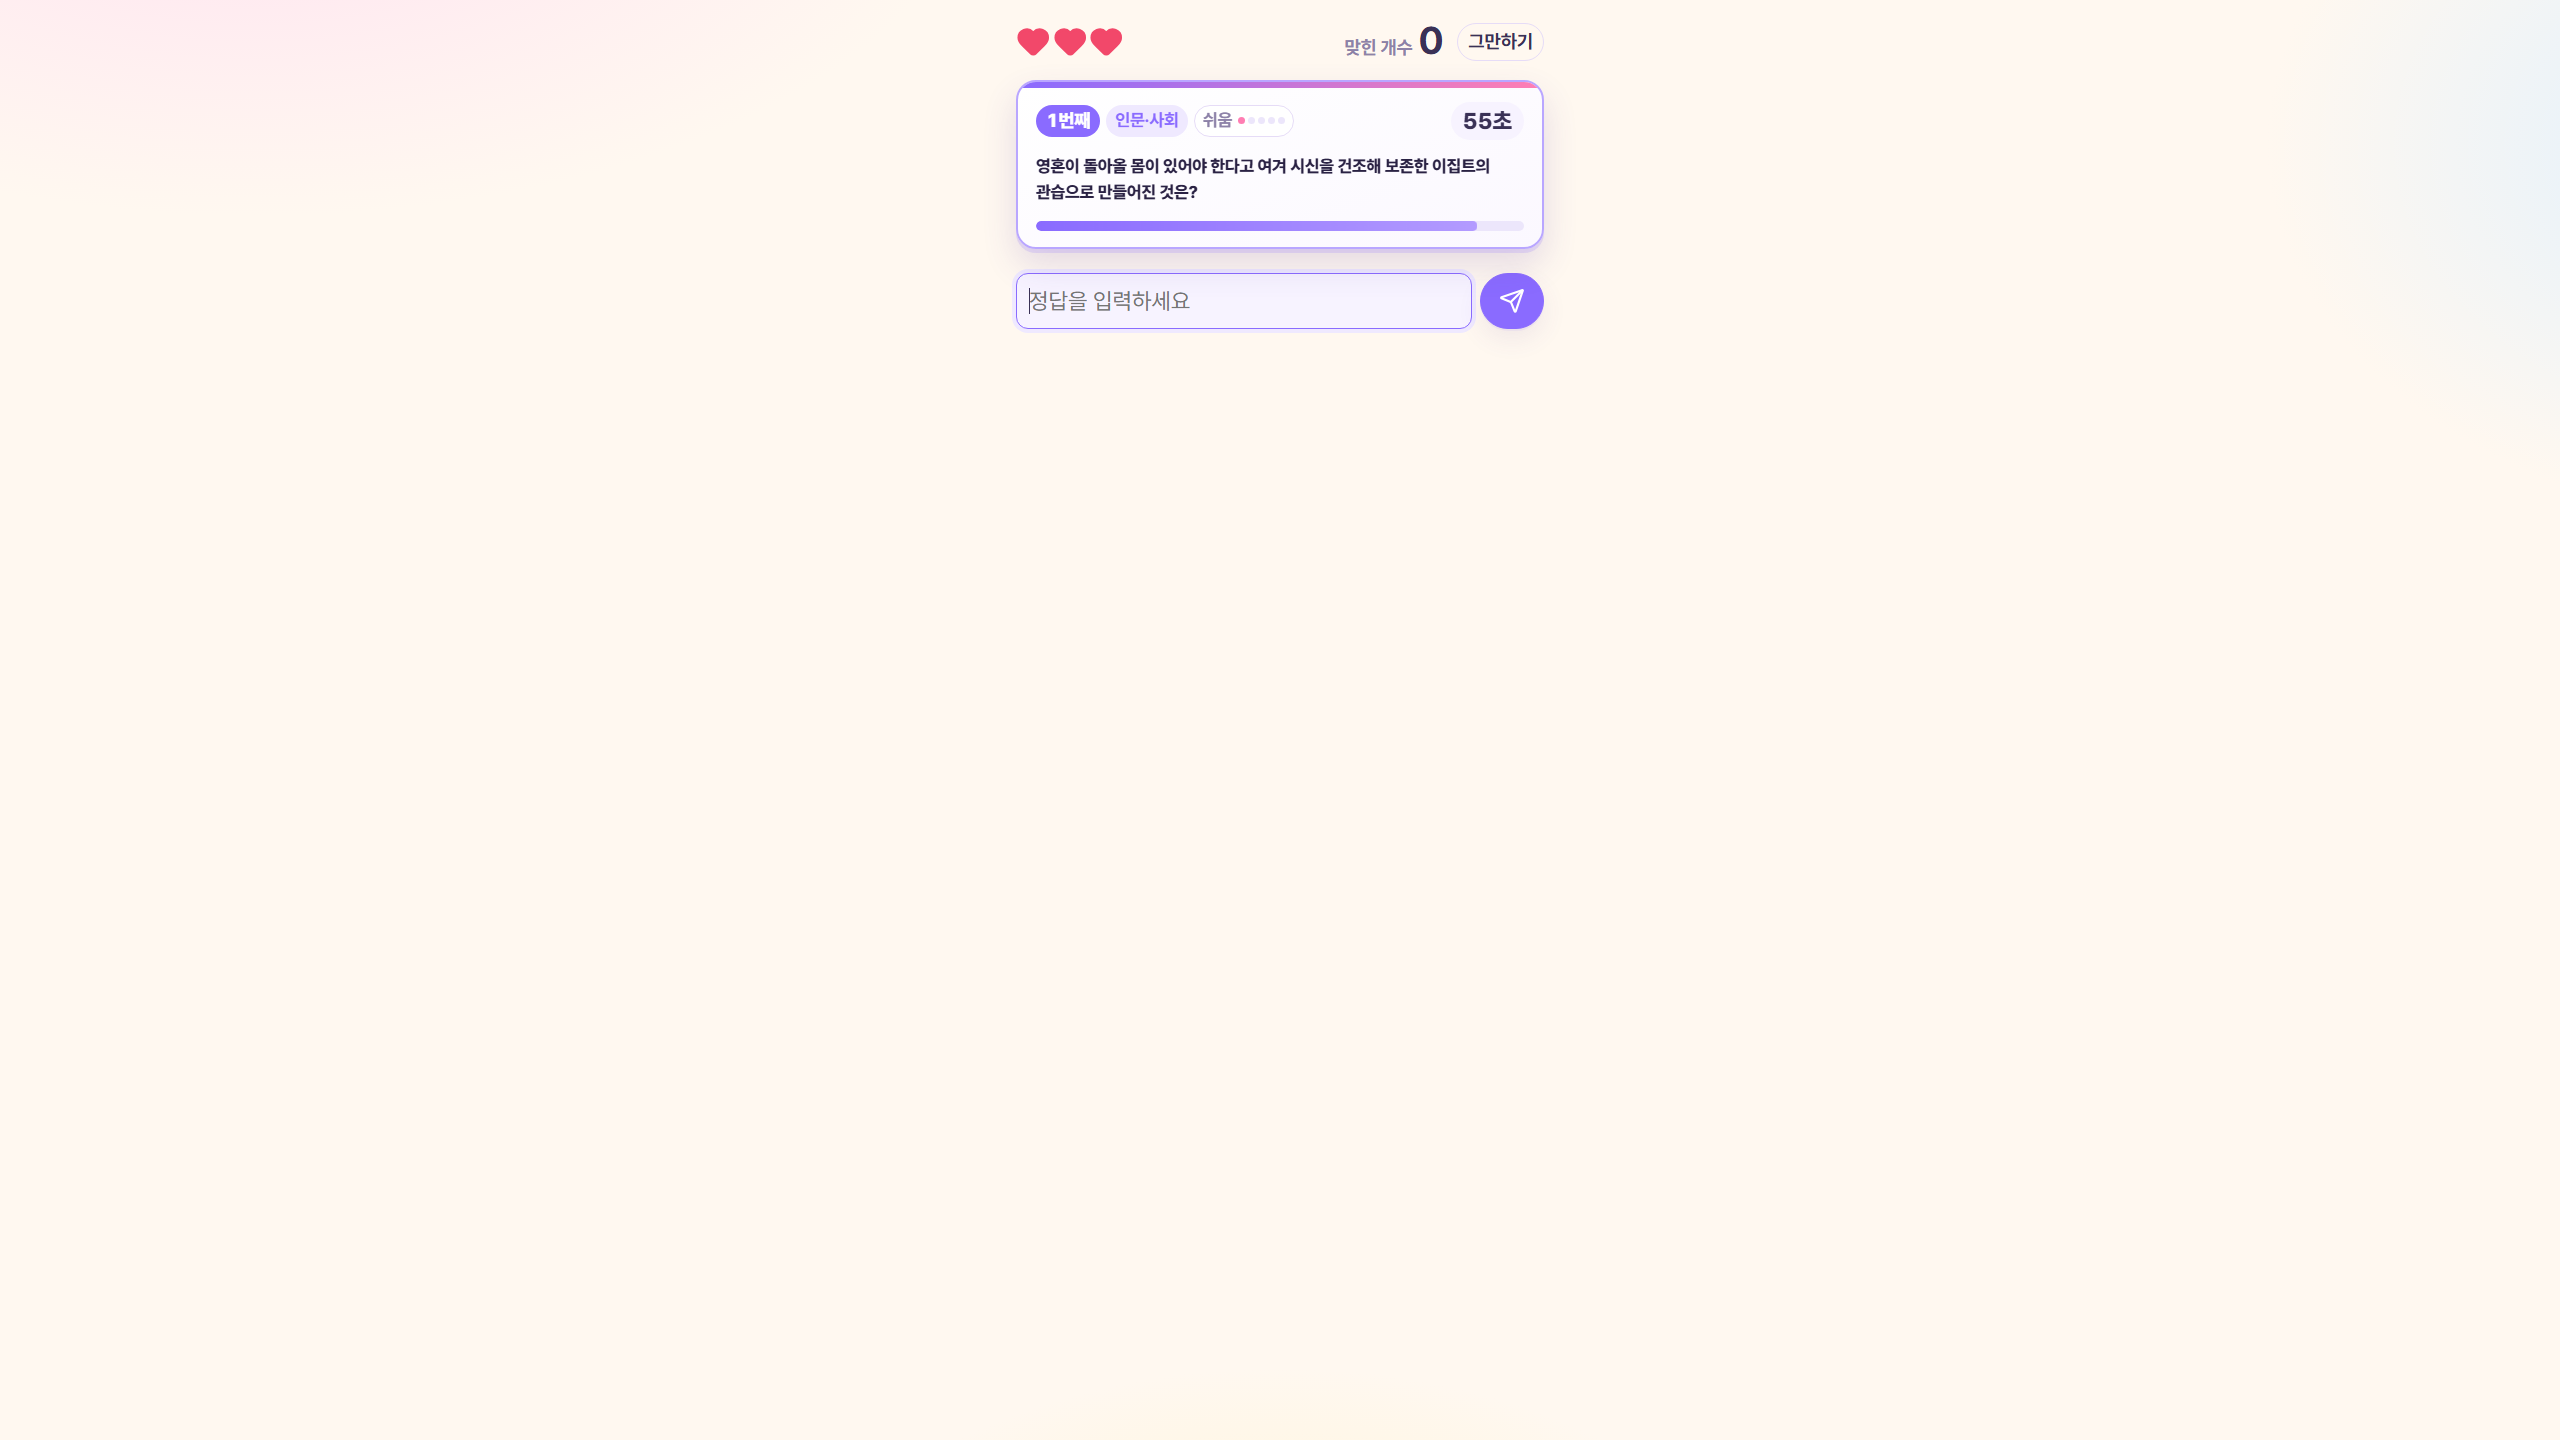 맞힌 개수 0 그만하기
1번째 인문·사회 쉬움 55초
영혼이 돌아올 몸이 있어야 한다고 여겨 시신을 건조해 보존한 이집트의
관습으로 만들어진 것은?
정답을 입력하세요